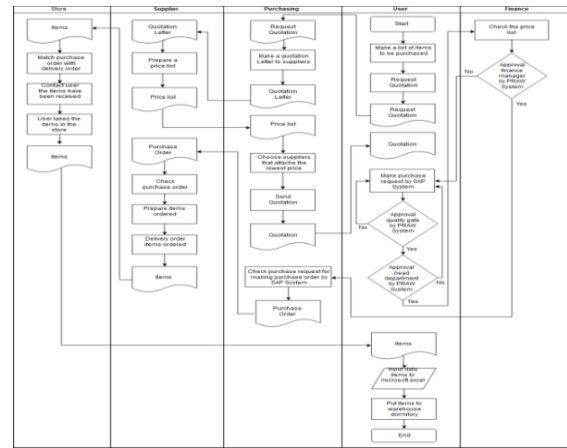 Store
Supplier
Purchasing
User
Finance
Items
Match purchase
order with
delivery order
Contact user
the items have
been received
User takes the
items in the
store
Items
Quotation
Letter
Prepare a
price list
Price list
Purchase
Order
Check
purchase order
Prepare items
ordered
Delivery order
items ordered
Items
Request
Quotation
Make a quotation
Letter to suppliers
Quotation
Letter
Price list
Choose suppliers
that attache the
lowest price
Send
Quotation
Quotation
Check purchase request for
making purchase order by SAP
System
Purchase
Order
Start
Make a list of items
to be purchased
Request
Quotation
Request
Quotation
Quotation
Make purchase
request by SAP
System
Approval
quality gate
by PRAW
System
No
Yes
Approval
head
department
by PRAW
System
No
Yes
Items
Input data
items to
microsoft excel
Put items to
warehouse
dormitory
End
Check the price
list
Approval
finance
manager by
PRAW
System
No
Yes